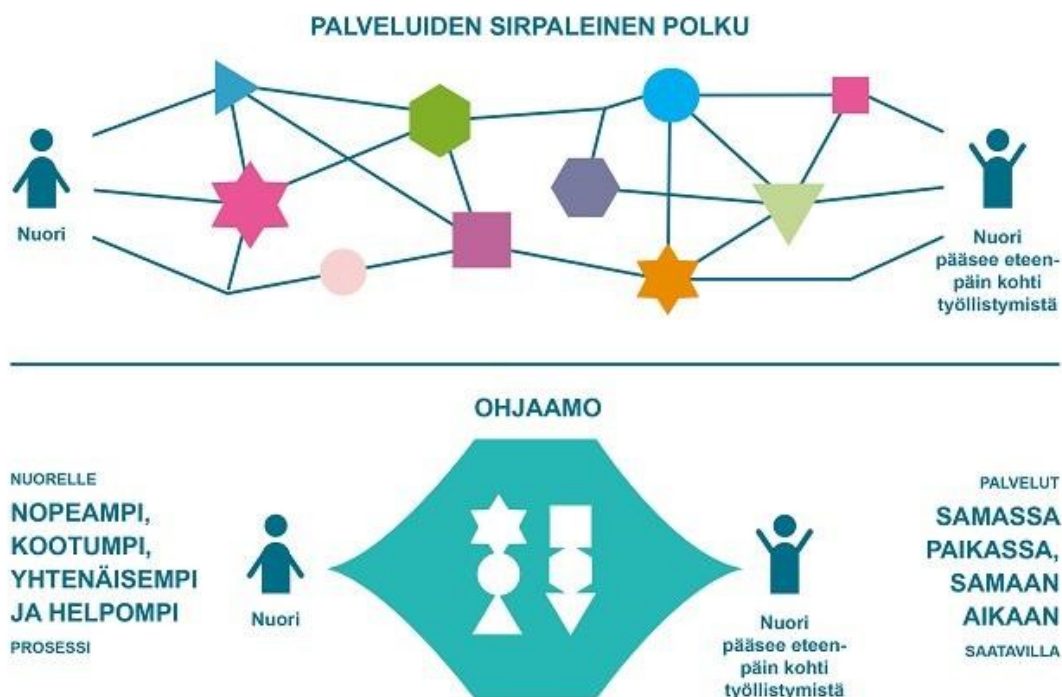 PALVELUIDEN SIRPALEINEN POLKU
Nuori
Nuori
pääsee eteen-
päin kohti
työllistymistä
OHJAAMO
NUORELLE
NOPEAMPI,
KOOTUMPI,
YHTENÄISEMPI
JA HELPOMPI
PROSESSI
Nuori
Nuori
pääsee eteen-
päin kohti
työllistymistä
PALVELUT
SAMASSA
PAIKASSA,
SAMAAN
AIKAAN
SAATAVILLA